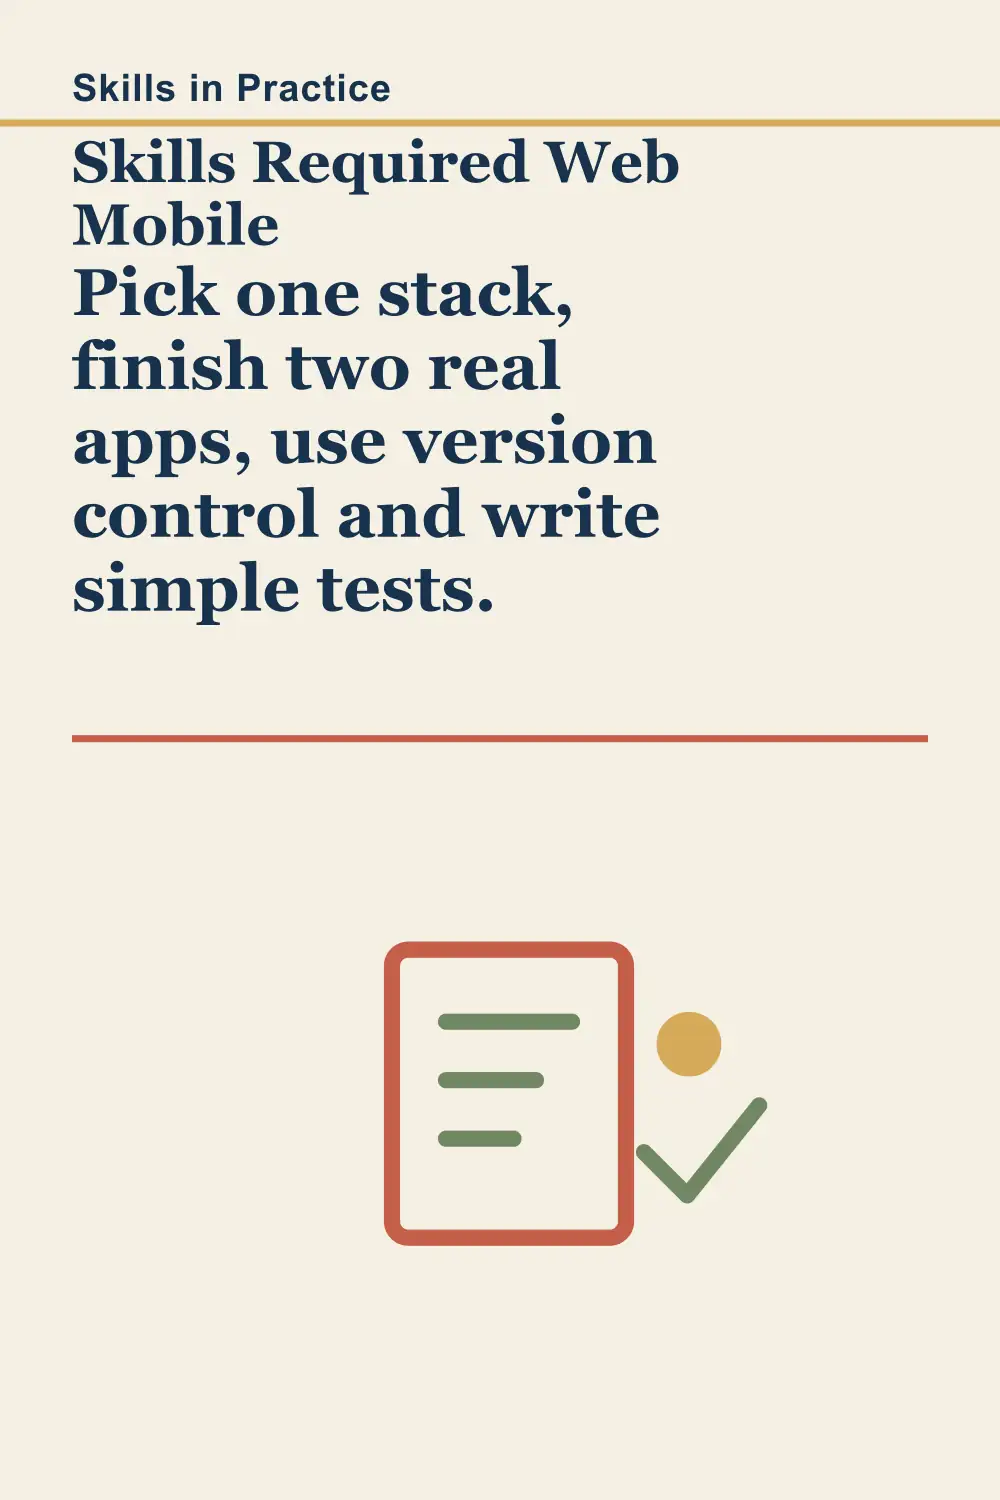 Skills in Practice
Skills Required Web
Mobile
Pick one stack,
finish two real
apps, use version
control and write
simple tests.